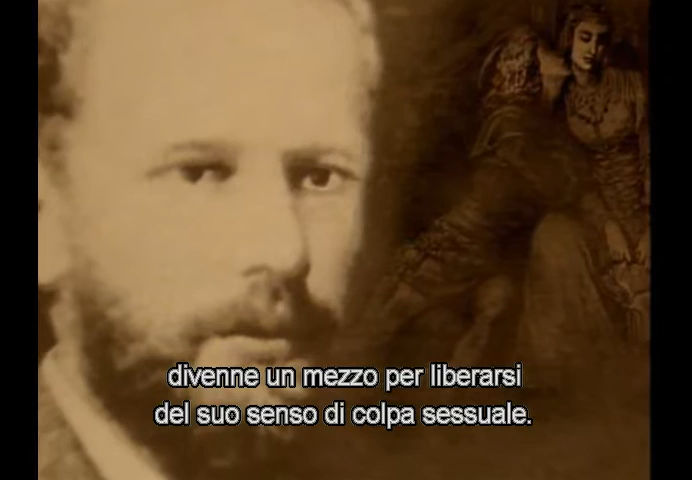 divenne un mezzo per liberarsi
del suo senso di colpa sessuale.